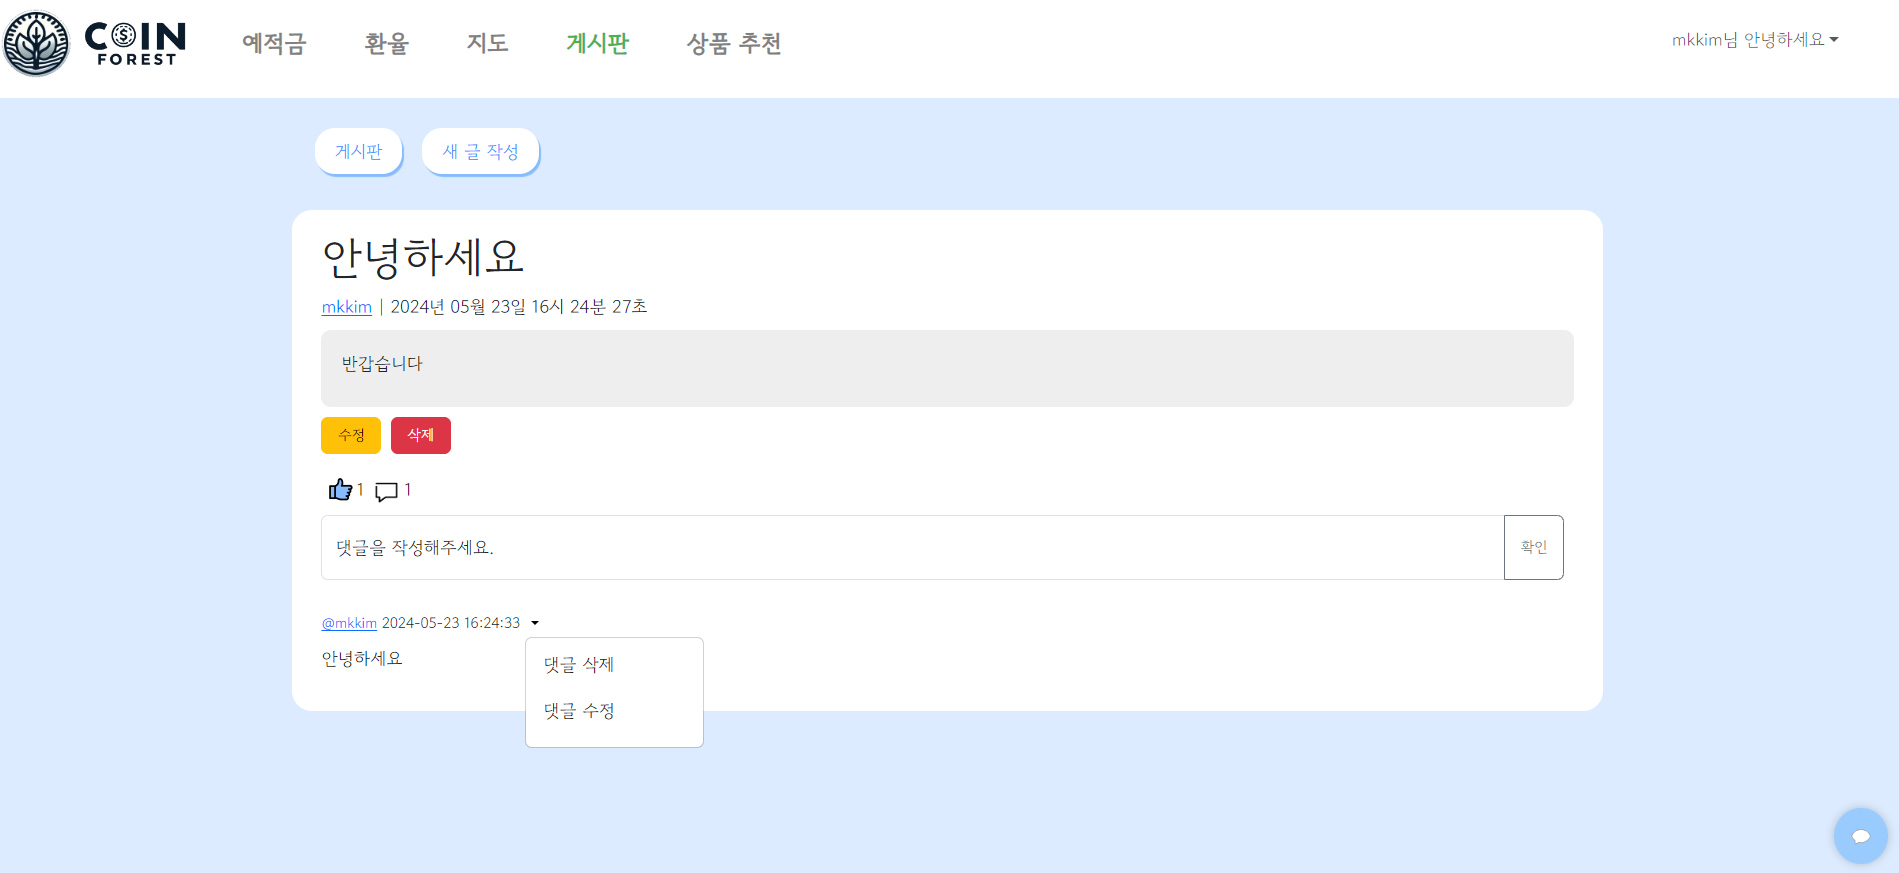 COIN
FOREST
예적금 환율 지도 게시판 상품 추천
mkkim님 안녕하세요
게시판 새 글 작성
안녕하세요
mkkim | 2024년 05월 23일 16시 24분 27초
반갑습니다
수정 삭제
1 1
댓글을 작성해주세요. 확인
@mkkim 2024-05-23 16:24:33
안녕하세요
댓글 삭제
댓글 수정